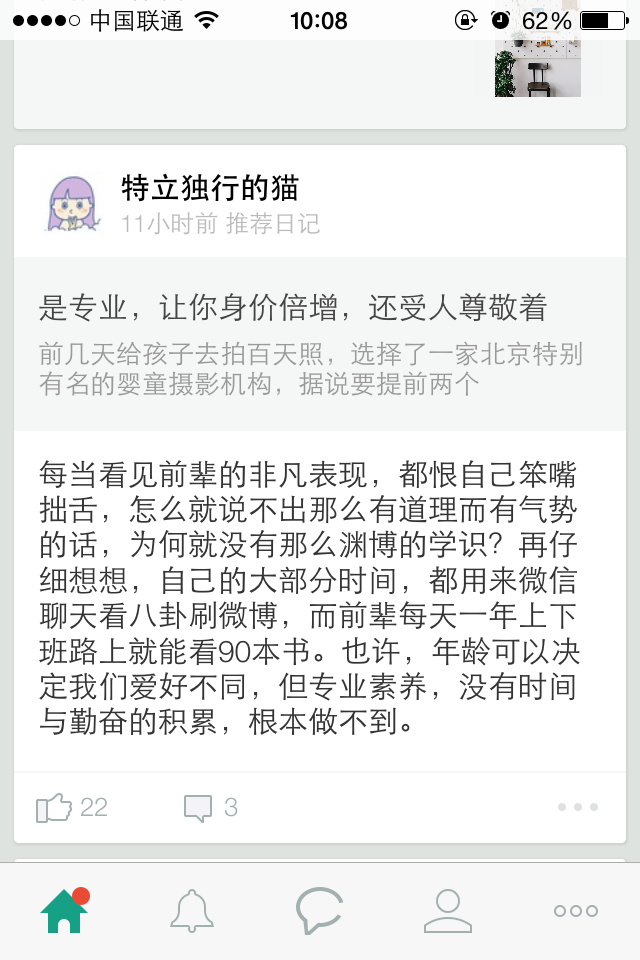 中国联通
10:08
62%
特立独行的猫
11小时前 推荐日记
是专业，让你身价倍增，还受人尊敬着
前几天给孩子去拍百天照，选择了一家北京特别
有名的婴童摄影机构，据说要提前两个
每当看见前辈的非凡表现，都恨自己笨嘴
拙舌，怎么就说不出那么有道理而有气势
的话，为何就没有那么渊博的学识？再仔
细想想，自己的大部分时间，都用来微信
聊天看八卦刷微博，而前辈每天一年上下
班路上就能看90本书。也许，年龄可以决
定我们爱好不同，但专业素养，没有时间
与勤奋的积累，根本做不到。
22
3